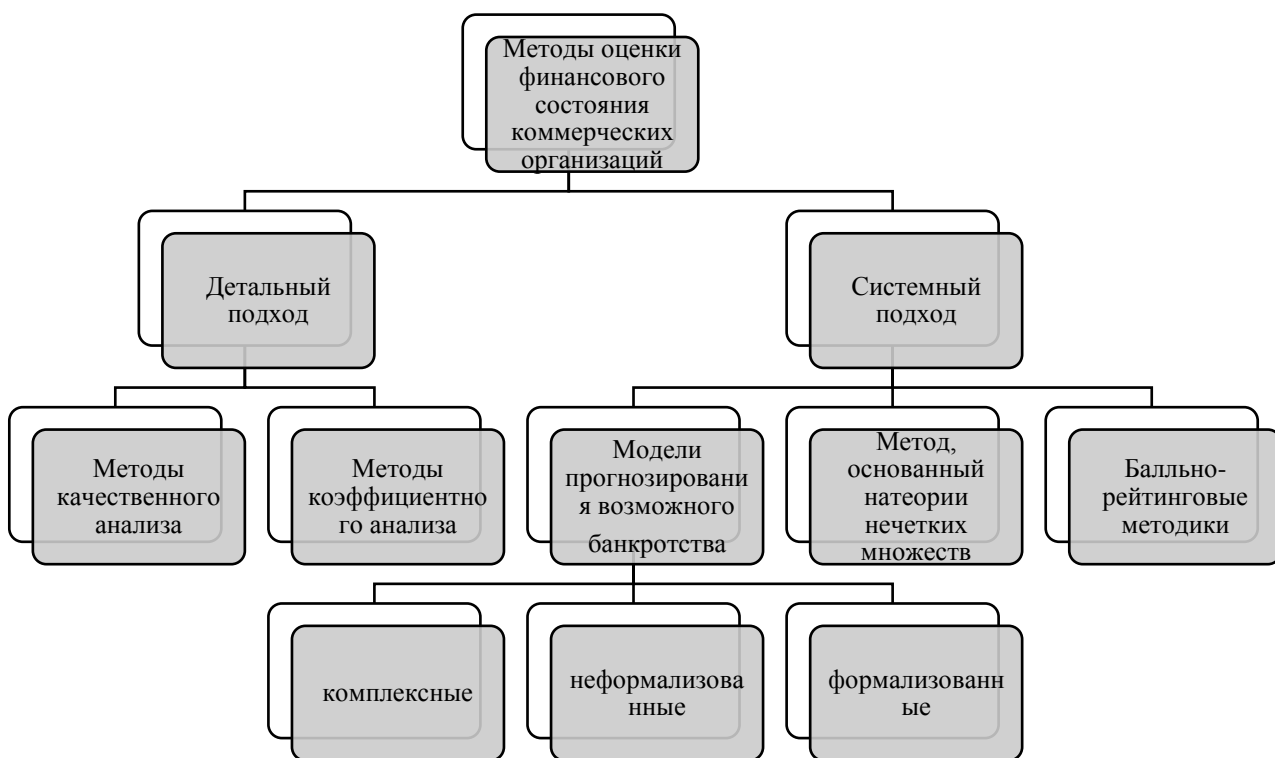 Методы оценки
финансового
состояния
коммерческих
организаций
Детальный
подход
Системный
подход
Методы
качественного
анализа
Методы
коэффициентно
го анализа
Модели
прогнозировани
я возможного
банкротства
Метод,
основанный
натеории
нечетких
множеств
Балльно-
рейтинговые
методики
комплексные
неформализова
нные
формализованн
ые